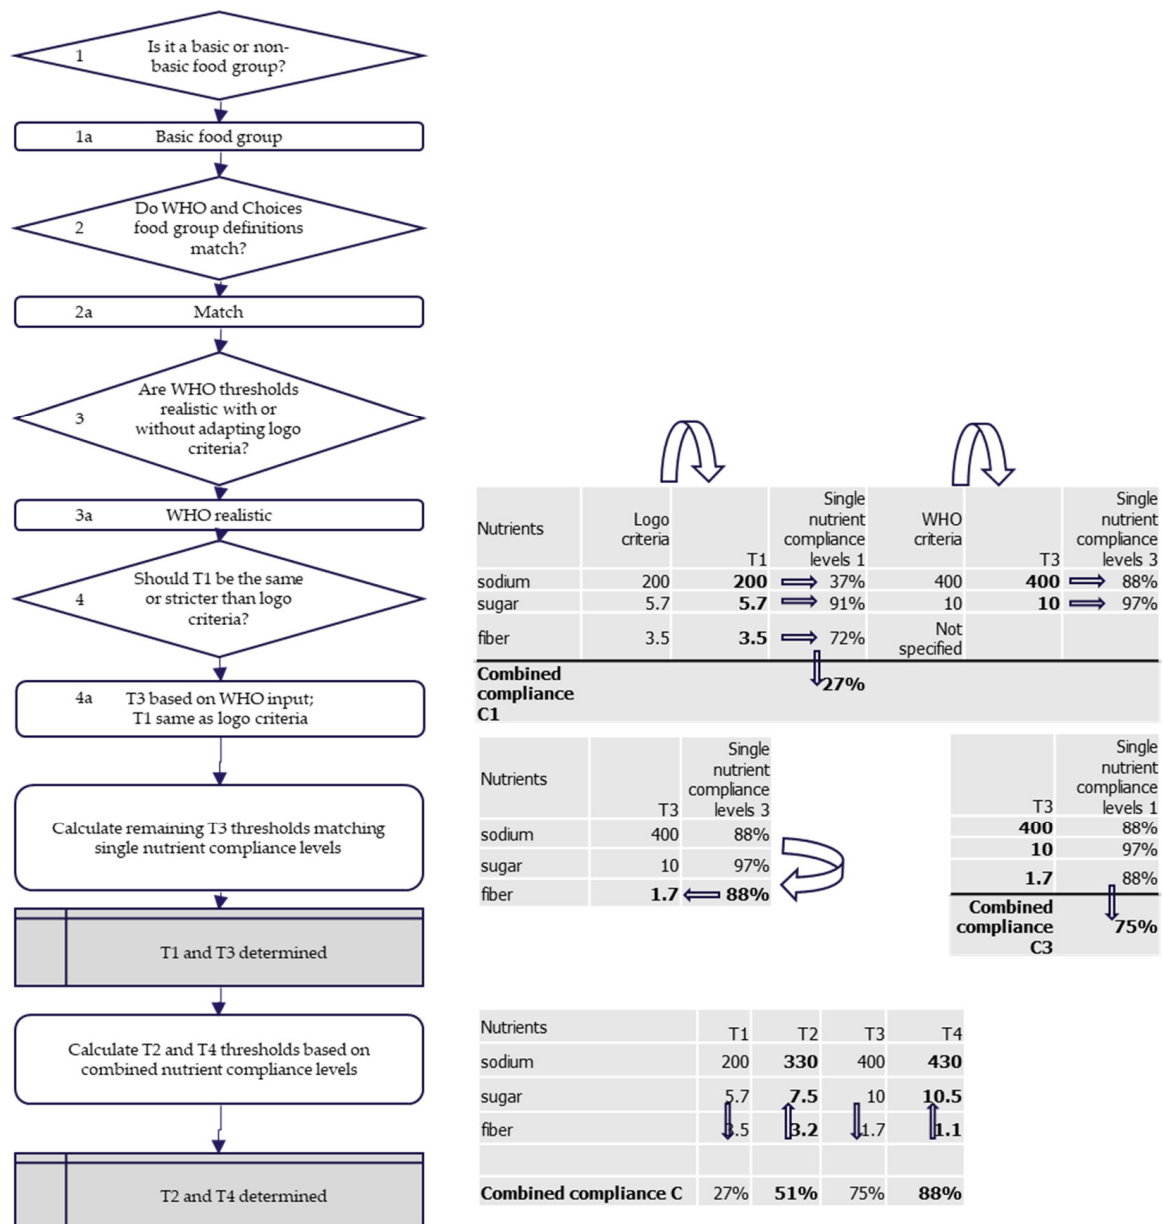 1 Is it a basic or non-
basic food group?
1a Basic food group
2 Do WHO and Choices
food group definitions
match?
2a Match
3 Are WHO thresholds
realistic with or
without adapting logo
criteria?
3a WHO realistic
4 Should T1 be the same
or stricter than logo
criteria?
4a T3 based on WHO input;
T1 same as logo criteria
Calculate remaining T3 thresholds matching
single nutrient compliance levels
T1 and T3 determined
Calculate T2 and T4 thresholds based on
combined nutrient compliance levels
T2 and T4 determined
Nutrients Logo criteria T1 Single nutrient compliance levels 1 WHO criteria T3 Single nutrient compliance levels 3
sodium 200 200 37% 400 400 88%
sugar 5.7 5.7 91% 10 10 97%
fiber 3.5 3.5 72% Not specified
Combined compliance C1 27%
Nutrients T3 Single nutrient compliance levels 3
sodium 400 88%
sugar 10 97%
fiber 1.7 88%
T3 Single nutrient compliance levels 1
400 88%
10 97%
1.7 88%
Combined compliance C3 75%
Nutrients T1 T2 T3 T4
sodium 200 330 400 430
sugar 5.7 7.5 10 10.5
fiber 3.5 3.2 1.7 1.1
Combined compliance C 27% 51% 75% 88%